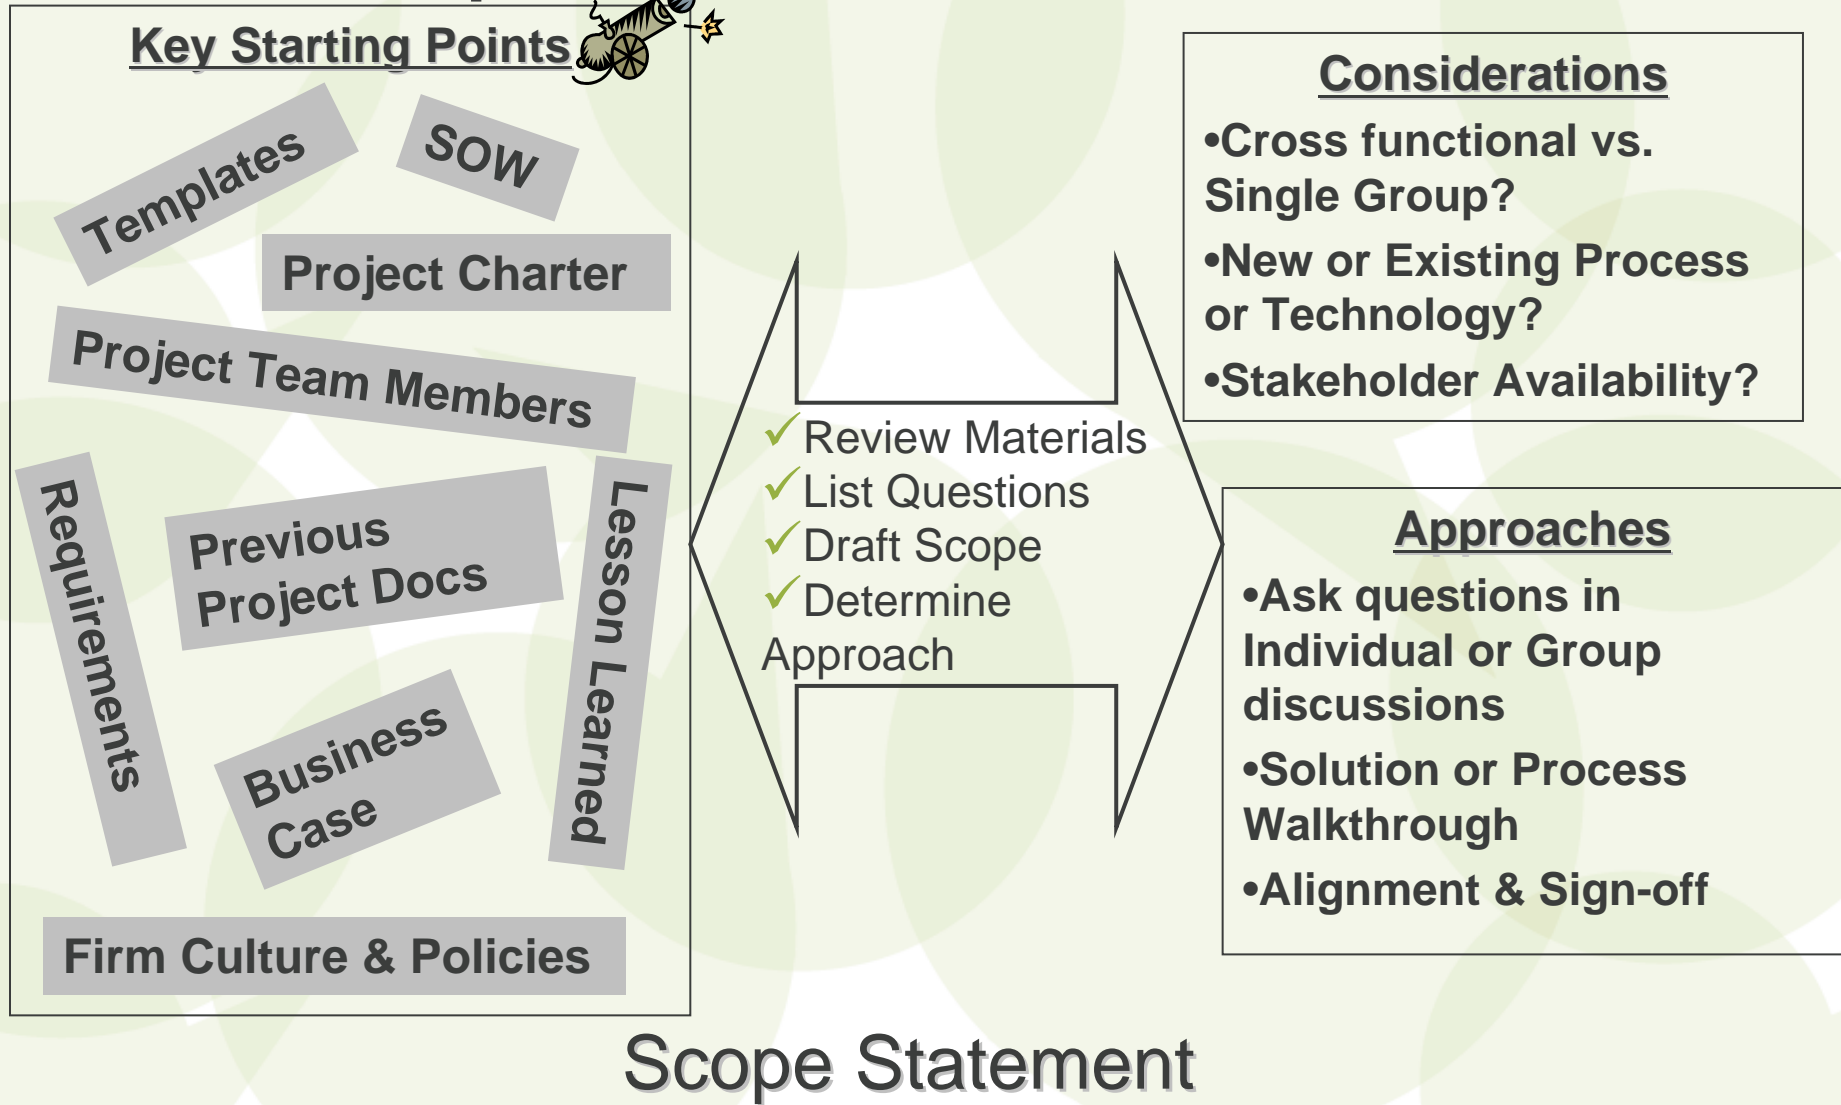 Key Starting Points
Templates
SOW
Project Charter
Project Team Members
Requirements
Previous
Project Docs
Lesson Learned
Business
Case
Firm Culture & Policies
✓Review Materials
✓List Questions
✓Draft Scope
✓Determine
Approach
Considerations
•Cross functional vs.
Single Group?
•New or Existing Process
or Technology?
•Stakeholder Availability?
Approaches
•Ask questions in
Individual or Group
discussions
•Solution or Process
Walkthrough
•Alignment & Sign-off
Scope Statement